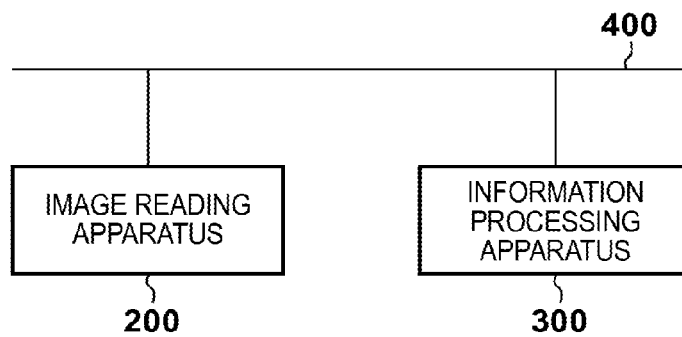 400
IMAGE READING
APPARATUS
200
INFORMATION
PROCESSING
APPARATUS
300